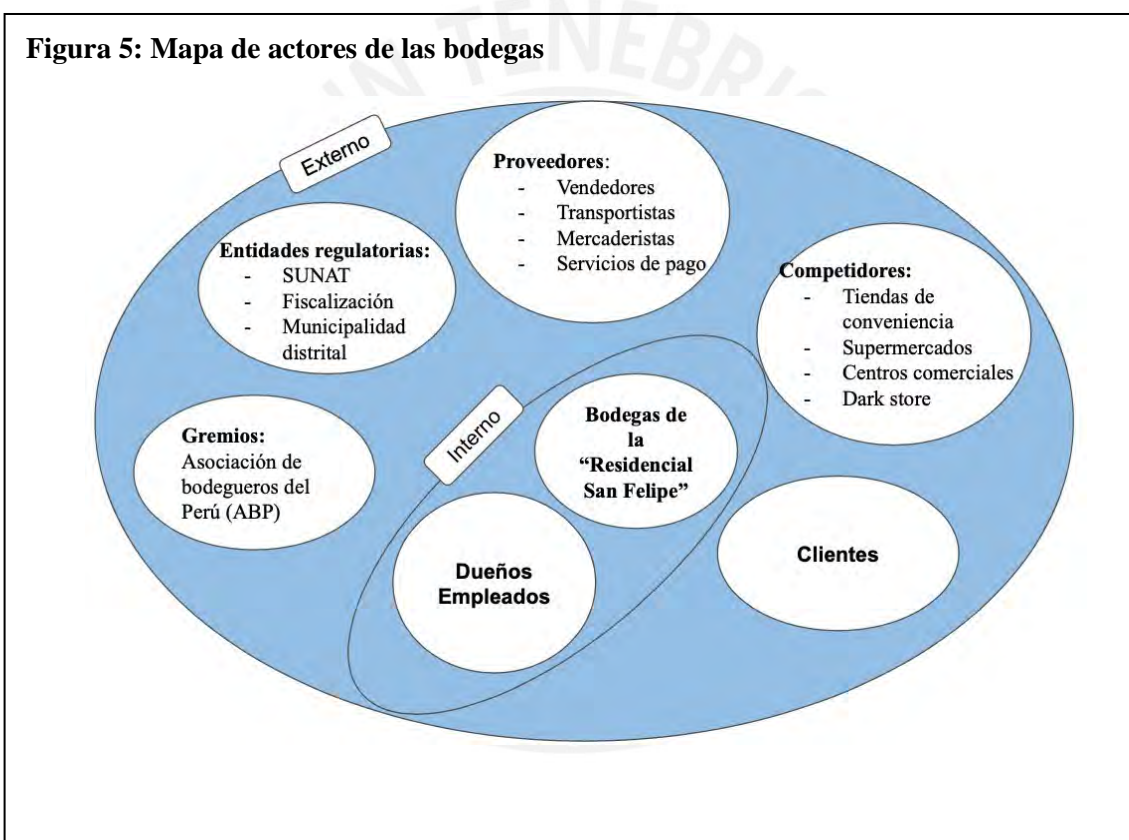 IN TENEBRIS
Figura 5: Mapa de actores de las bodegas
Externo
Proveedores:
- Vendedores
- Transportistas
- Mercaderistas
- Servicios de pago
Entidades regulatorias:
- SUNAT
- Fiscalización
- Municipalidad
distrital
Competidores:
- Tiendas de
conveniencia
- Supermercados
- Centros comerciales
- Dark store
Gremios:
Asociación de
bodegueros del
Perú (ABP)
Interno
Bodegas de
la
“Residencial
San Felipe”
Dueños
Empleados
Clientes